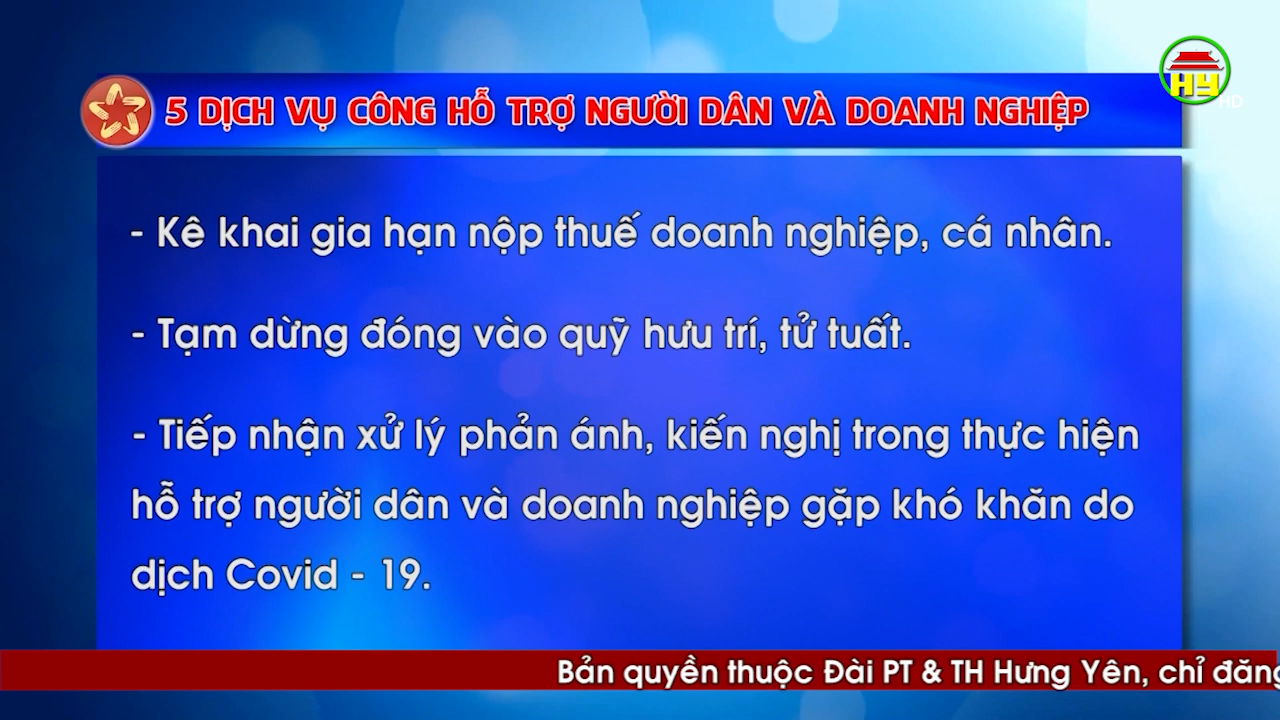 5 DỊCH VỤ CÔNG HỖ TRỢ NGƯỜI DÂN VÀ DOANH NGHIỆP
HY
HD
- Kê khai gia hạn nộp thuế doanh nghiệp, cá nhân.
- Tạm dừng đóng vào quỹ hưu trí, tử tuất.
- Tiếp nhận xử lý phản ánh, kiến nghị trong thực hiện
hỗ trợ người dân và doanh nghiệp gặp khó khăn do
dịch Covid - 19.
Bản quyền thuộc Đài PT & TH Hưng Yên, chỉ đăng